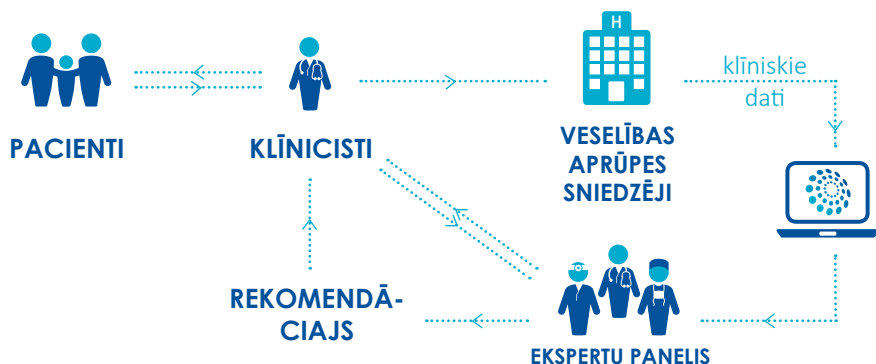 H
klīniskie
dati
PACIENTI
KLĪNICISTI
VESELĪBAS
APRŪPES
SNIEDZĒJI
REKOMENDĀ-
CIAJS
EKSPERTU PANELIS